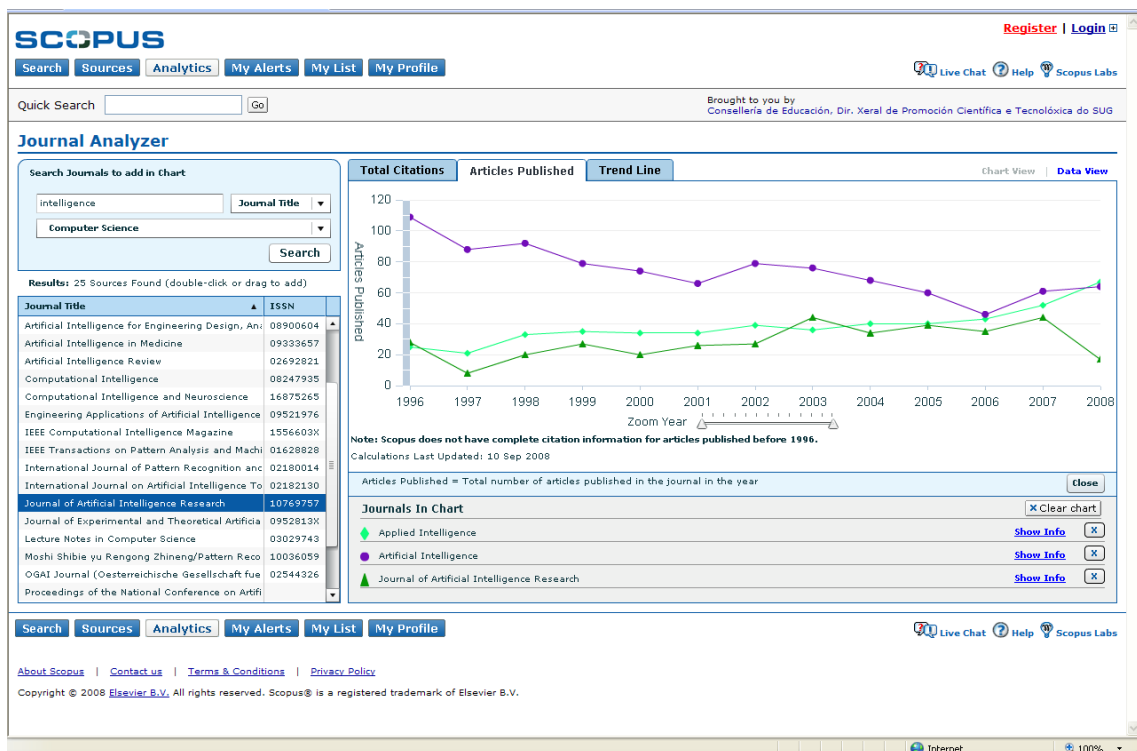 Register | Login
SCOPUS
Search Sources Analytics My Alerts My List My Profile
Live Chat Help Scopus Labs
Quick Search Go
Brought to you by
Consellería de Educación, Dir. Xeral de Promoción Científica e Tecnolóxica do SUG
Journal Analyzer
Search Journals to add in Chart
intelligence Journal Title
Computer Science
Search
Results: 25 Sources Found (double-click or drag to add)
Journal Title ISSN
Artificial Intelligence for Engineering Design, Ana 08900604
Artificial Intelligence in Medicine 09333657
Artificial Intelligence Review 02692821
Computational Intelligence 08247935
Computational Intelligence and Neuroscience 16875265
Engineering Applications of Artificial Intelligence 09521976
IEEE Computational Intelligence Magazine 1556603X
IEEE Transactions on Pattern Analysis and Machi 01628828
International Journal of Pattern Recognition and 02180014
International Journal on Artificial Intelligence To 02182130
Journal of Artificial Intelligence Research 10769757
Journal of Experimental and Theoretical Artificia 0952813X
Lecture Notes in Computer Science 03029743
Moshi Shibie yu Rengong Zhineng/Pattern Reco 10036059
OGAI Journal (Oesterreichische Gesellschaft fue 02544326
Proceedings of the National Conference on Artifi
Total Citations Articles Published Trend Line
Chart View | Data View
120
100
80
60
40
20
0
Articles Published
1996 1997 1998 1999 2000 2001 2002 2003 2004 2005 2006 2007 2008
Zoom Year
Note: Scopus does not have complete citation information for articles published before 1996.
Calculations Last Updated: 10 Sep 2008
Articles Published = Total number of articles published in the journal in the year
Close
Journals In Chart
x Clear chart
Applied Intelligence Show Info x
Artificial Intelligence Show Info x
Journal of Artificial Intelligence Research Show Info x
Search Sources Analytics My Alerts My List My Profile
Live Chat Help Scopus Labs
About Scopus | Contact us | Terms & Conditions | Privacy Policy
Copyright © 2008 Elsevier B.V. All rights reserved. Scopus® is a registered trademark of Elsevier B.V.
Internet 100%